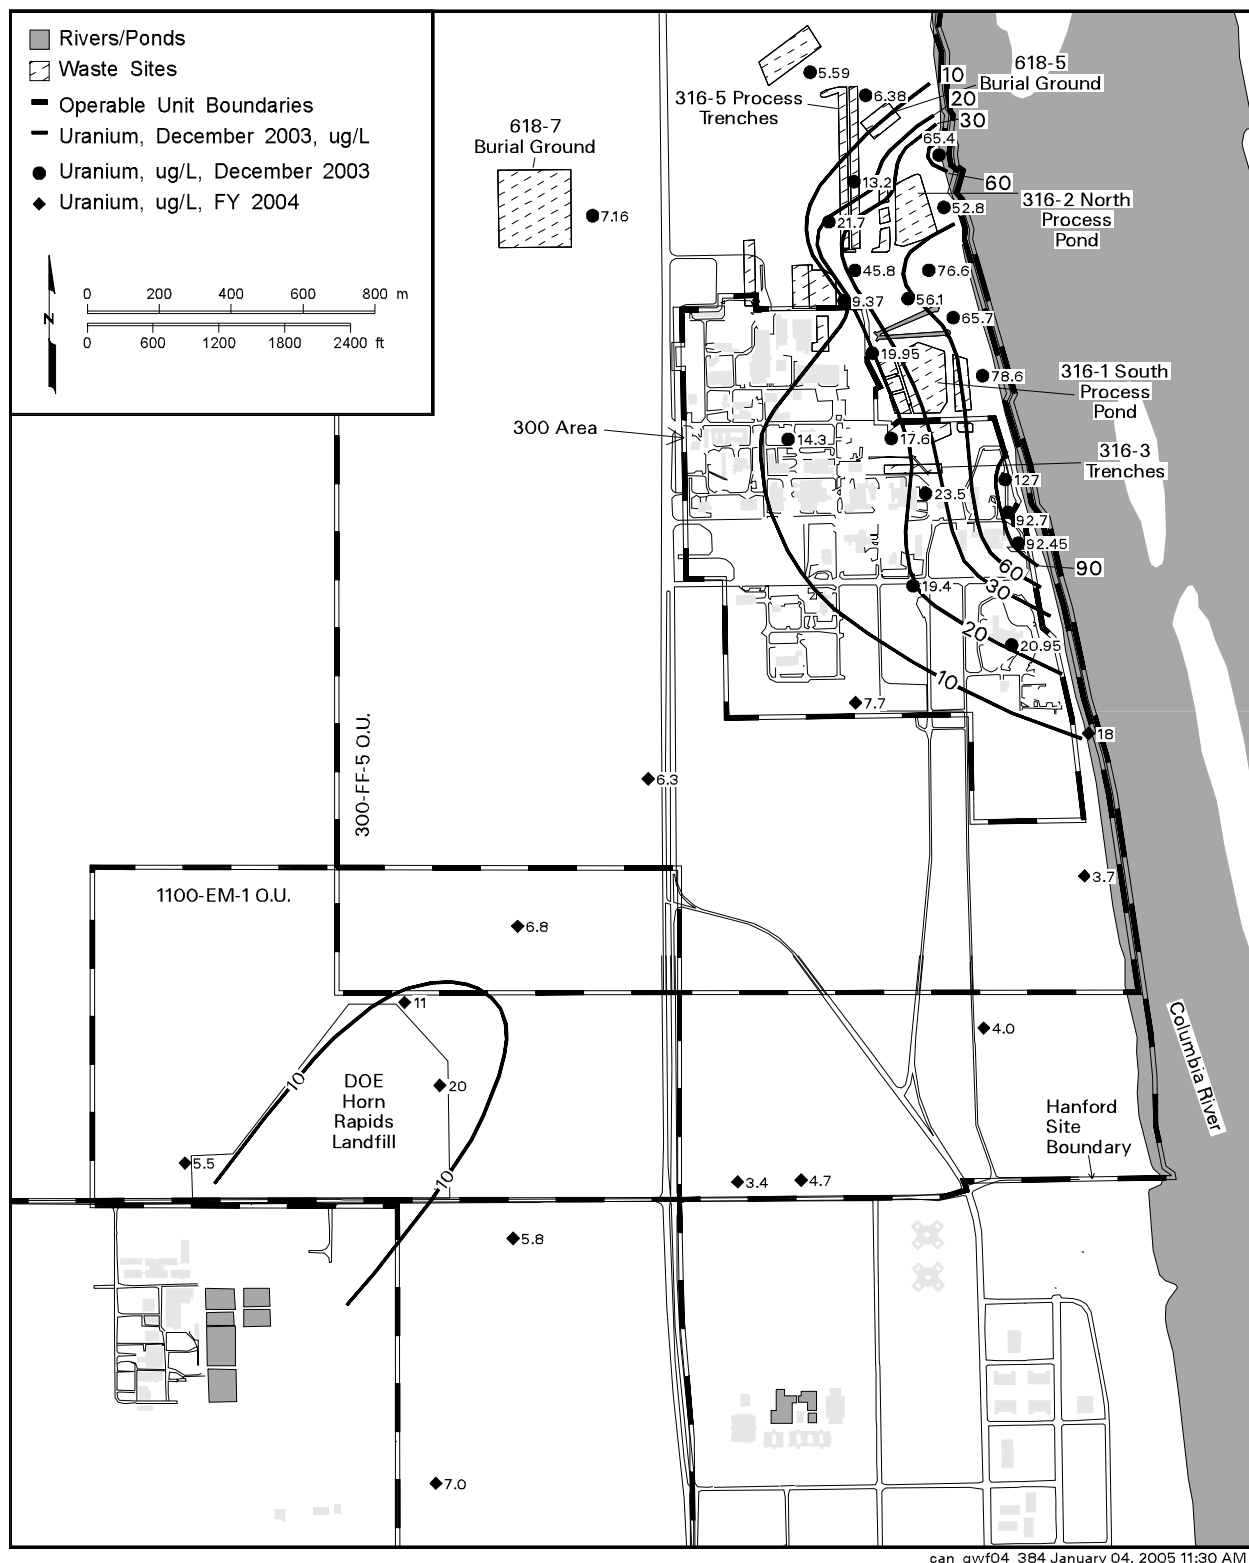 Rivers/Ponds
Waste Sites
Operable Unit Boundaries
Uranium, December 2003, ug/L
Uranium, ug/L, December 2003
Uranium, ug/L, FY 2004
N
0 200 400 600 800 m
0 600 1200 1800 2400 ft
618-7
Burial Ground
7.16
316-5 Process
Trenches
5.59
6.38
10
618-5
Burial Ground
20
30
65.4
60
13.2
316-2 North
Process
Pond
52.8
21.7
45.8
76.6
9.37
56.1
65.7
19.95
78.6
316-1 South
Process
Pond
300 Area
14.3
17.6
316-3
Trenches
127
23.5
92.7
92.45
90
60
30
19.4
20
20.95
10
7.7
18
6.3
300-FF-5 O.U.
3.7
1100-EM-1 O.U.
6.8
11
4.0
Columbia River
10
DOE
Horn
Rapids
Landfill
20
Hanford
Site
Boundary
5.5
10
3.4
4.7
5.8
7.0
can_gwf04_384 January 04, 2005 11:30 AM